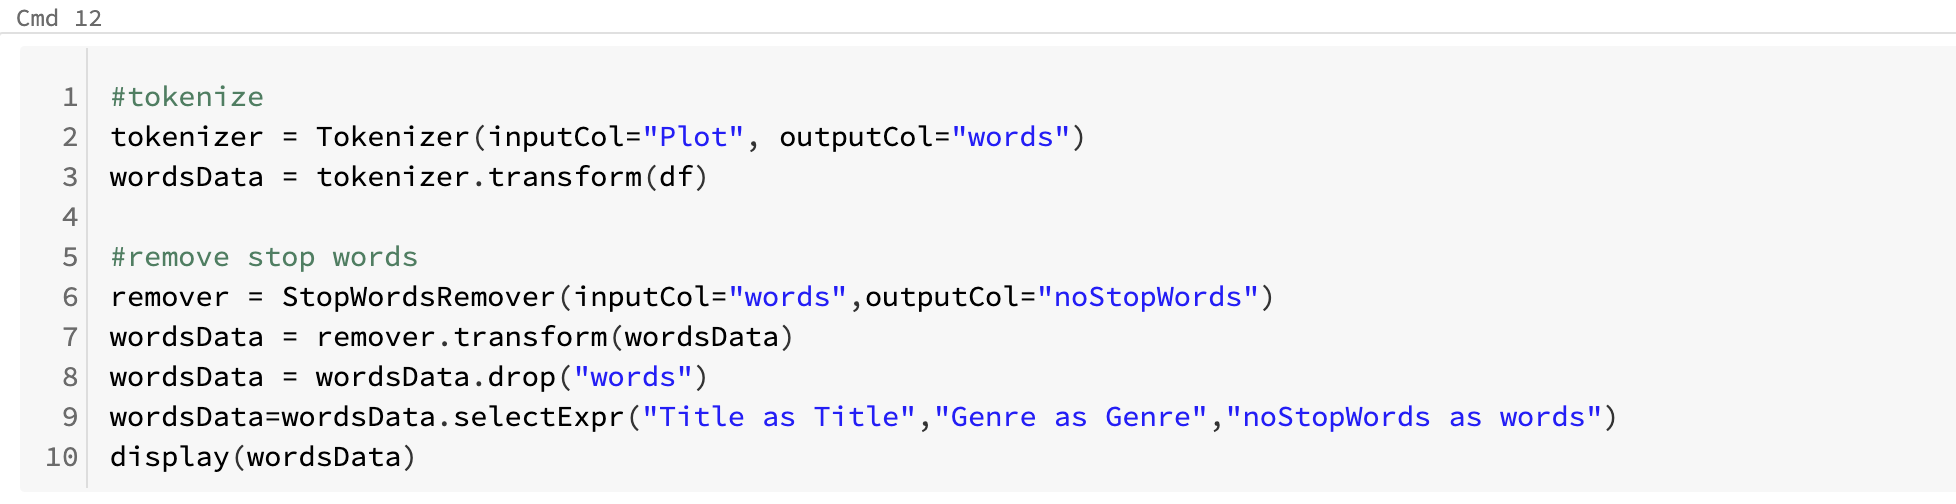 Cmd 12
1 #tokenize
2 tokenizer = Tokenizer(inputCol="Plot", outputCol="words")
3 wordsData = tokenizer.transform(df)
4
5 #remove stop words
6 remover = StopWordsRemover(inputCol="words",outputCol="noStopWords")
7 wordsData = remover.transform(wordsData)
8 wordsData = wordsData.drop("words")
9 wordsData=wordsData.selectExpr("Title as Title","Genre as Genre","noStopWords as words")
10 display(wordsData)